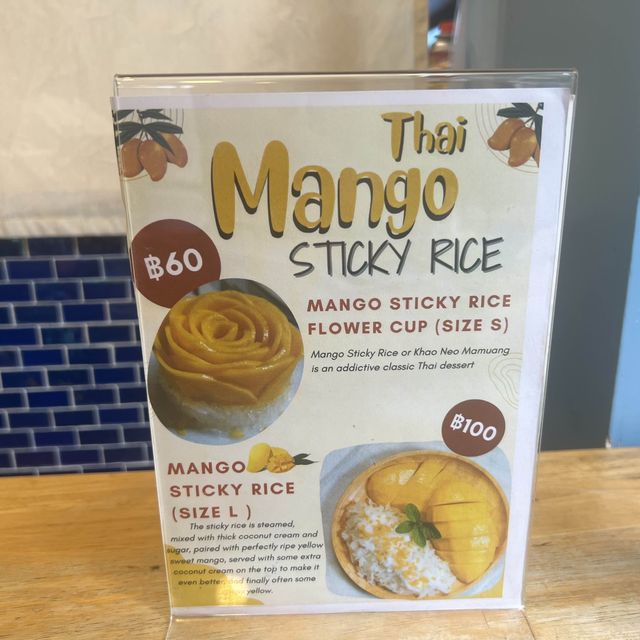 Thai
Mango
STICKY RICE
฿60
MANGO STICKY RICE
FLOWER CUP (SIZE S)
Mango Sticky Rice or Khao Neo Mamuang
is an addictive classic Thai dessert
฿100
MANGO
STICKY RICE
(SIZE L )
The sticky rice is steamed,
mixed with thick coconut cream and
sugar, paired with perfectly ripe yellow
sweet mango, served with some extra
coconut cream on the top to make it
even better, and finally often some
yellow.